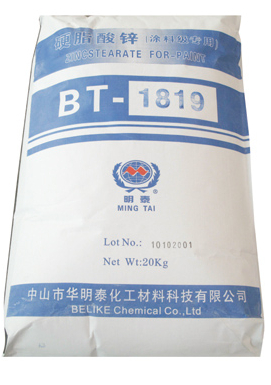 硬脂酸锌(涂料级专用)
ZINC-STEARATE FOR-PAINT
BT-1819
明泰
MING TAI
Lot No.: 10102001
Net Wt:20Kg
中山市华明泰化工材料科技有限公司
BELIKE Chemical Co.,Ltd